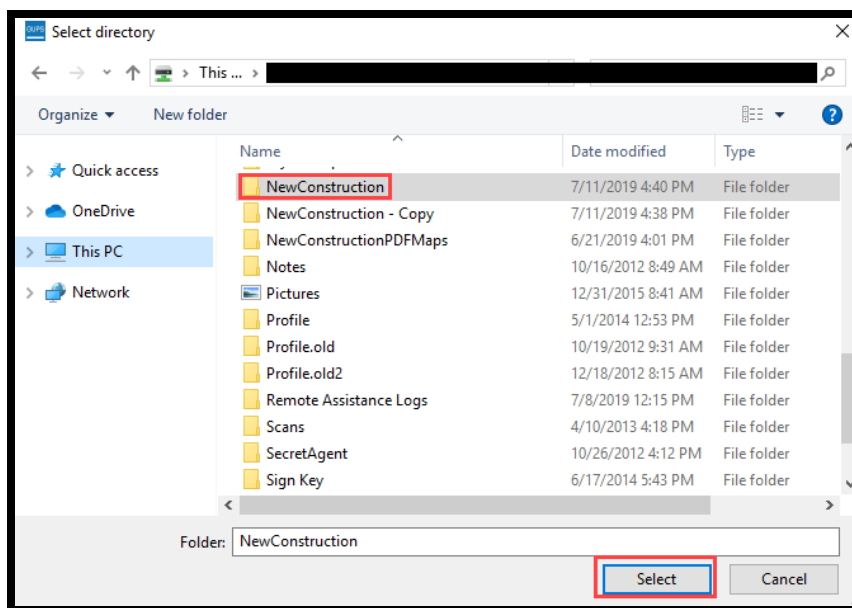 GUPS Select directory
This ...
Organize New folder
?
Name Date modified Type
Quick access
OneDrive
This PC
Network
NewConstruction 7/11/2019 4:40 PM File folder
NewConstruction - Copy 7/11/2019 4:38 PM File folder
NewConstructionPDFMaps 6/21/2019 4:01 PM File folder
Notes 10/16/2012 8:49 AM File folder
Pictures 12/31/2015 8:41 AM File folder
Profile 5/1/2014 12:53 PM File folder
Profile.old 10/19/2012 9:31 AM File folder
Profile.old2 12/18/2012 8:15 AM File folder
Remote Assistance Logs 7/8/2019 12:15 PM File folder
Scans 4/10/2013 4:18 PM File folder
SecretAgent 10/26/2012 4:12 PM File folder
Sign Key 6/17/2014 5:43 PM File folder
Folder: NewConstruction
Select Cancel